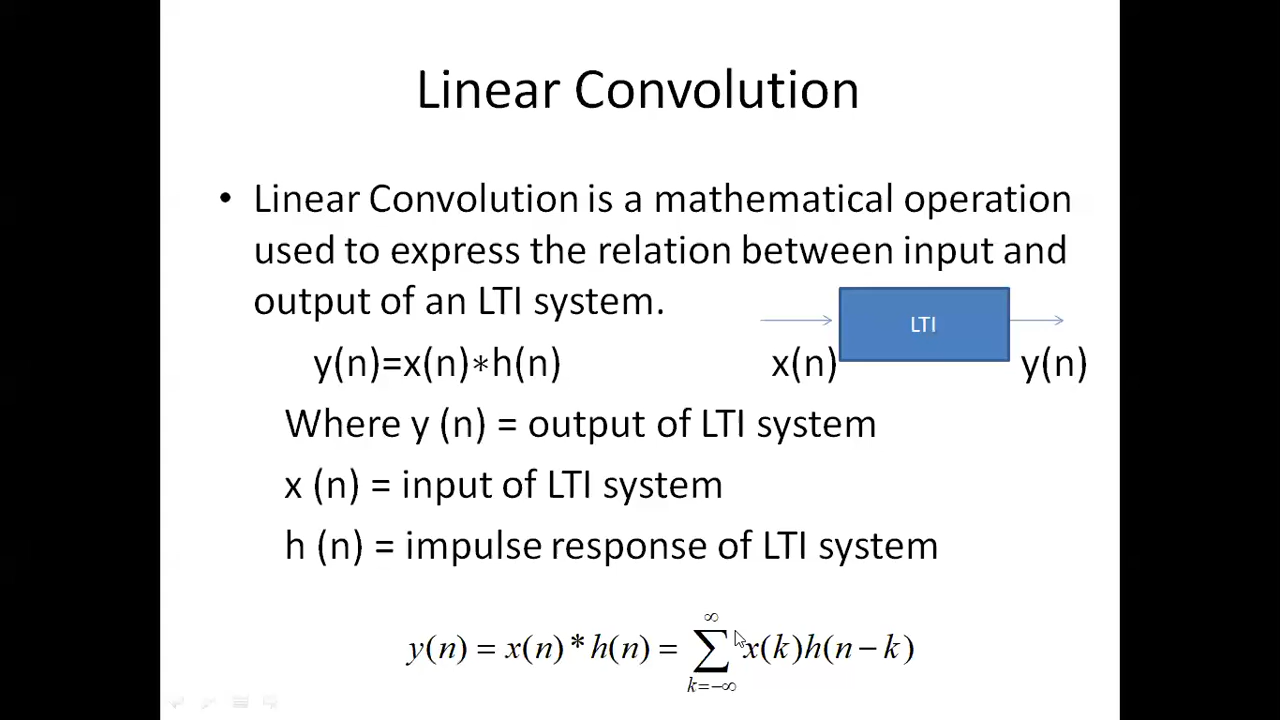 Linear Convolution
• Linear Convolution is a mathematical operation
used to express the relation between input and
output of an LTI system.
LTI
y(n)=x(n)∗h(n)
x(n)
y(n)
Where y (n) = output of LTI system
x (n) = input of LTI system
h (n) = impulse response of LTI system
y(n) = x(n) * h(n) = ∑_{k=−∞}^{∞} x(k)h(n − k)